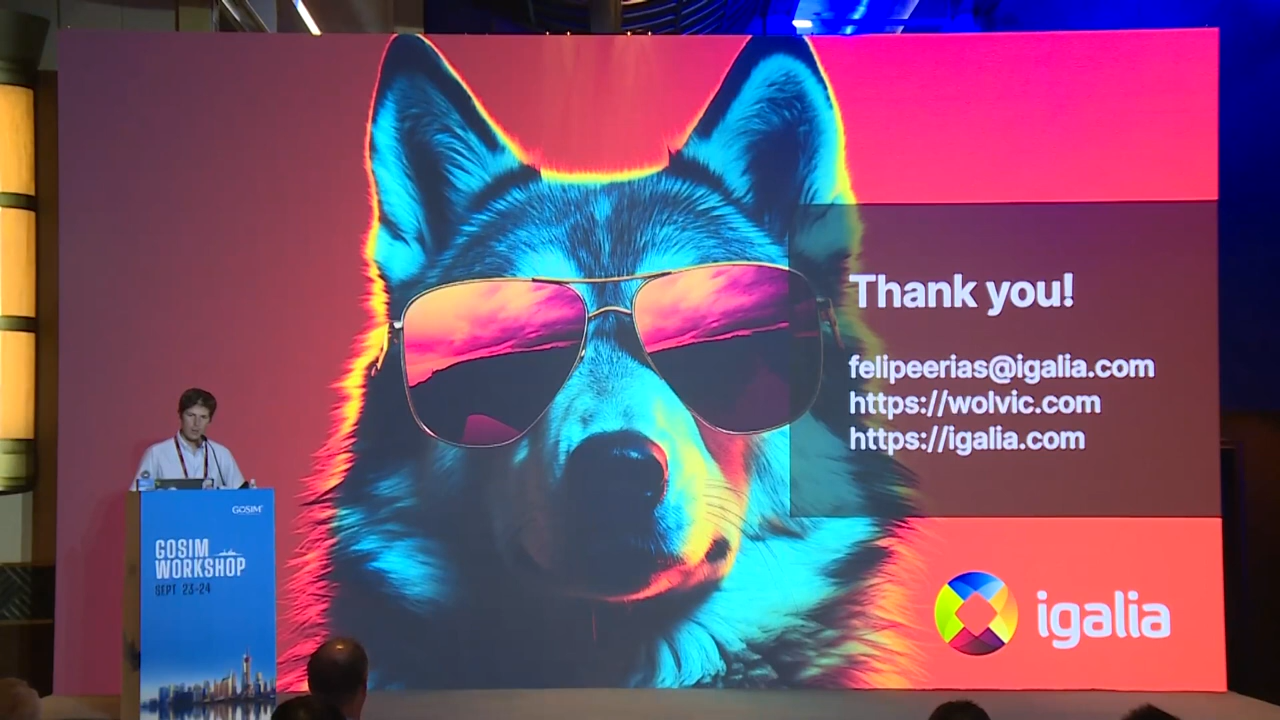 Thank you!
felipeerias@igalia.com
https://wolvic.com
https://igalia.com
igalia
GOSIM
GOSIM
WORKSHOP
SEPT 23-24